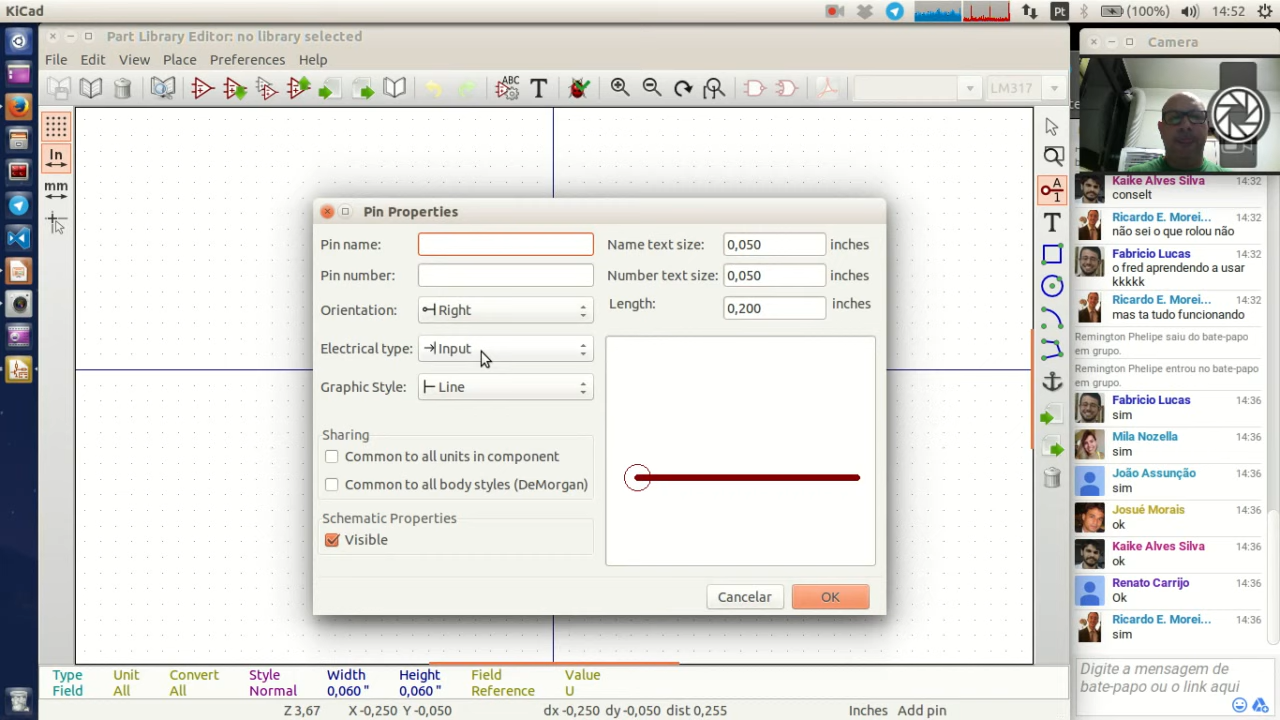 KiCad
Pt
(100%)
14:52
Part Library Editor: no library selected
Camera
File Edit View Place Preferences Help
ABC
T
LM317
In
mm
A
1
T
Pin Properties
Pin name:
Name text size: 0,050 inches
Pin number:
Number text size: 0,050 inches
Orientation: Right
Length: 0,200 inches
Electrical type: Input
Graphic Style: Line
Sharing
Common to all units in component
Common to all body styles (DeMorgan)
Schematic Properties
Visible
Cancelar OK
Kaike Alves Silva 14:32
conselt
Ricardo E. Morei... 14:32
não sei o que rolou não
Fabricio Lucas 14:32
o fred aprendendo a usar
kkkkk
Ricardo E. Morei... 14:32
mas ta tudo funcionando
Remington Phelipe saiu do bate-papo
em grupo.
Remington Phelipe entrou no bate-papo
em grupo.
Fabricio Lucas 14:36
sim
Mila Nozella 14:36
sim
João Assunção 14:36
sim
Josué Morais 14:36
ok
Kaike Alves Silva 14:36
ok
Renato Carrijo 14:36
Ok
Ricardo E. Morei... 14:36
sim
Digite a mensagem de
bate-papo ou o link aqui
Type Unit Convert Style Width Height Field Value
Field All All Normal 0,060 " 0,060 " Reference U
Z 3,67 X -0,250 Y -0,050 dx -0,250 dy -0,050 dist 0,255 Inches Add pin